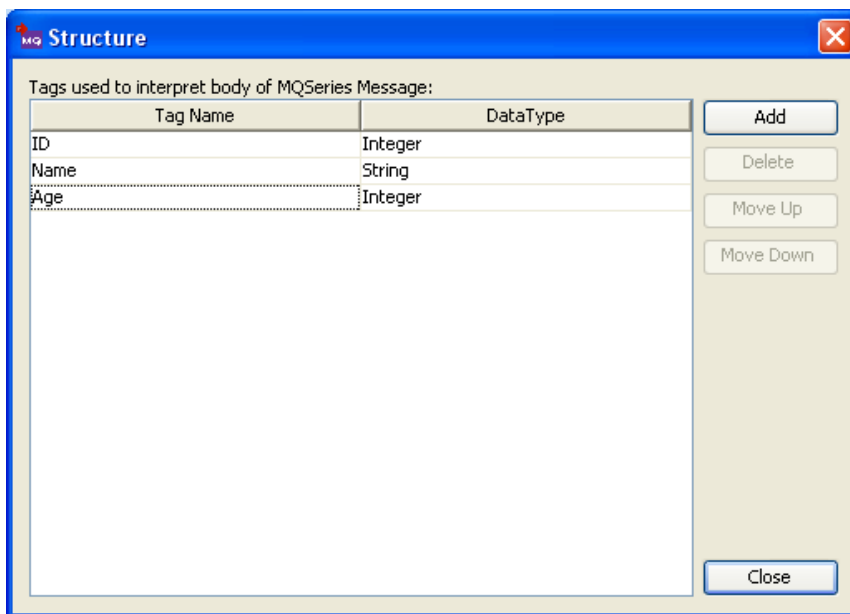 MQ Structure
Tags used to interpret body of MQSeries Message:
Tag Name DataType
ID Integer
Name String
Age Integer
Add
Delete
Move Up
Move Down
Close